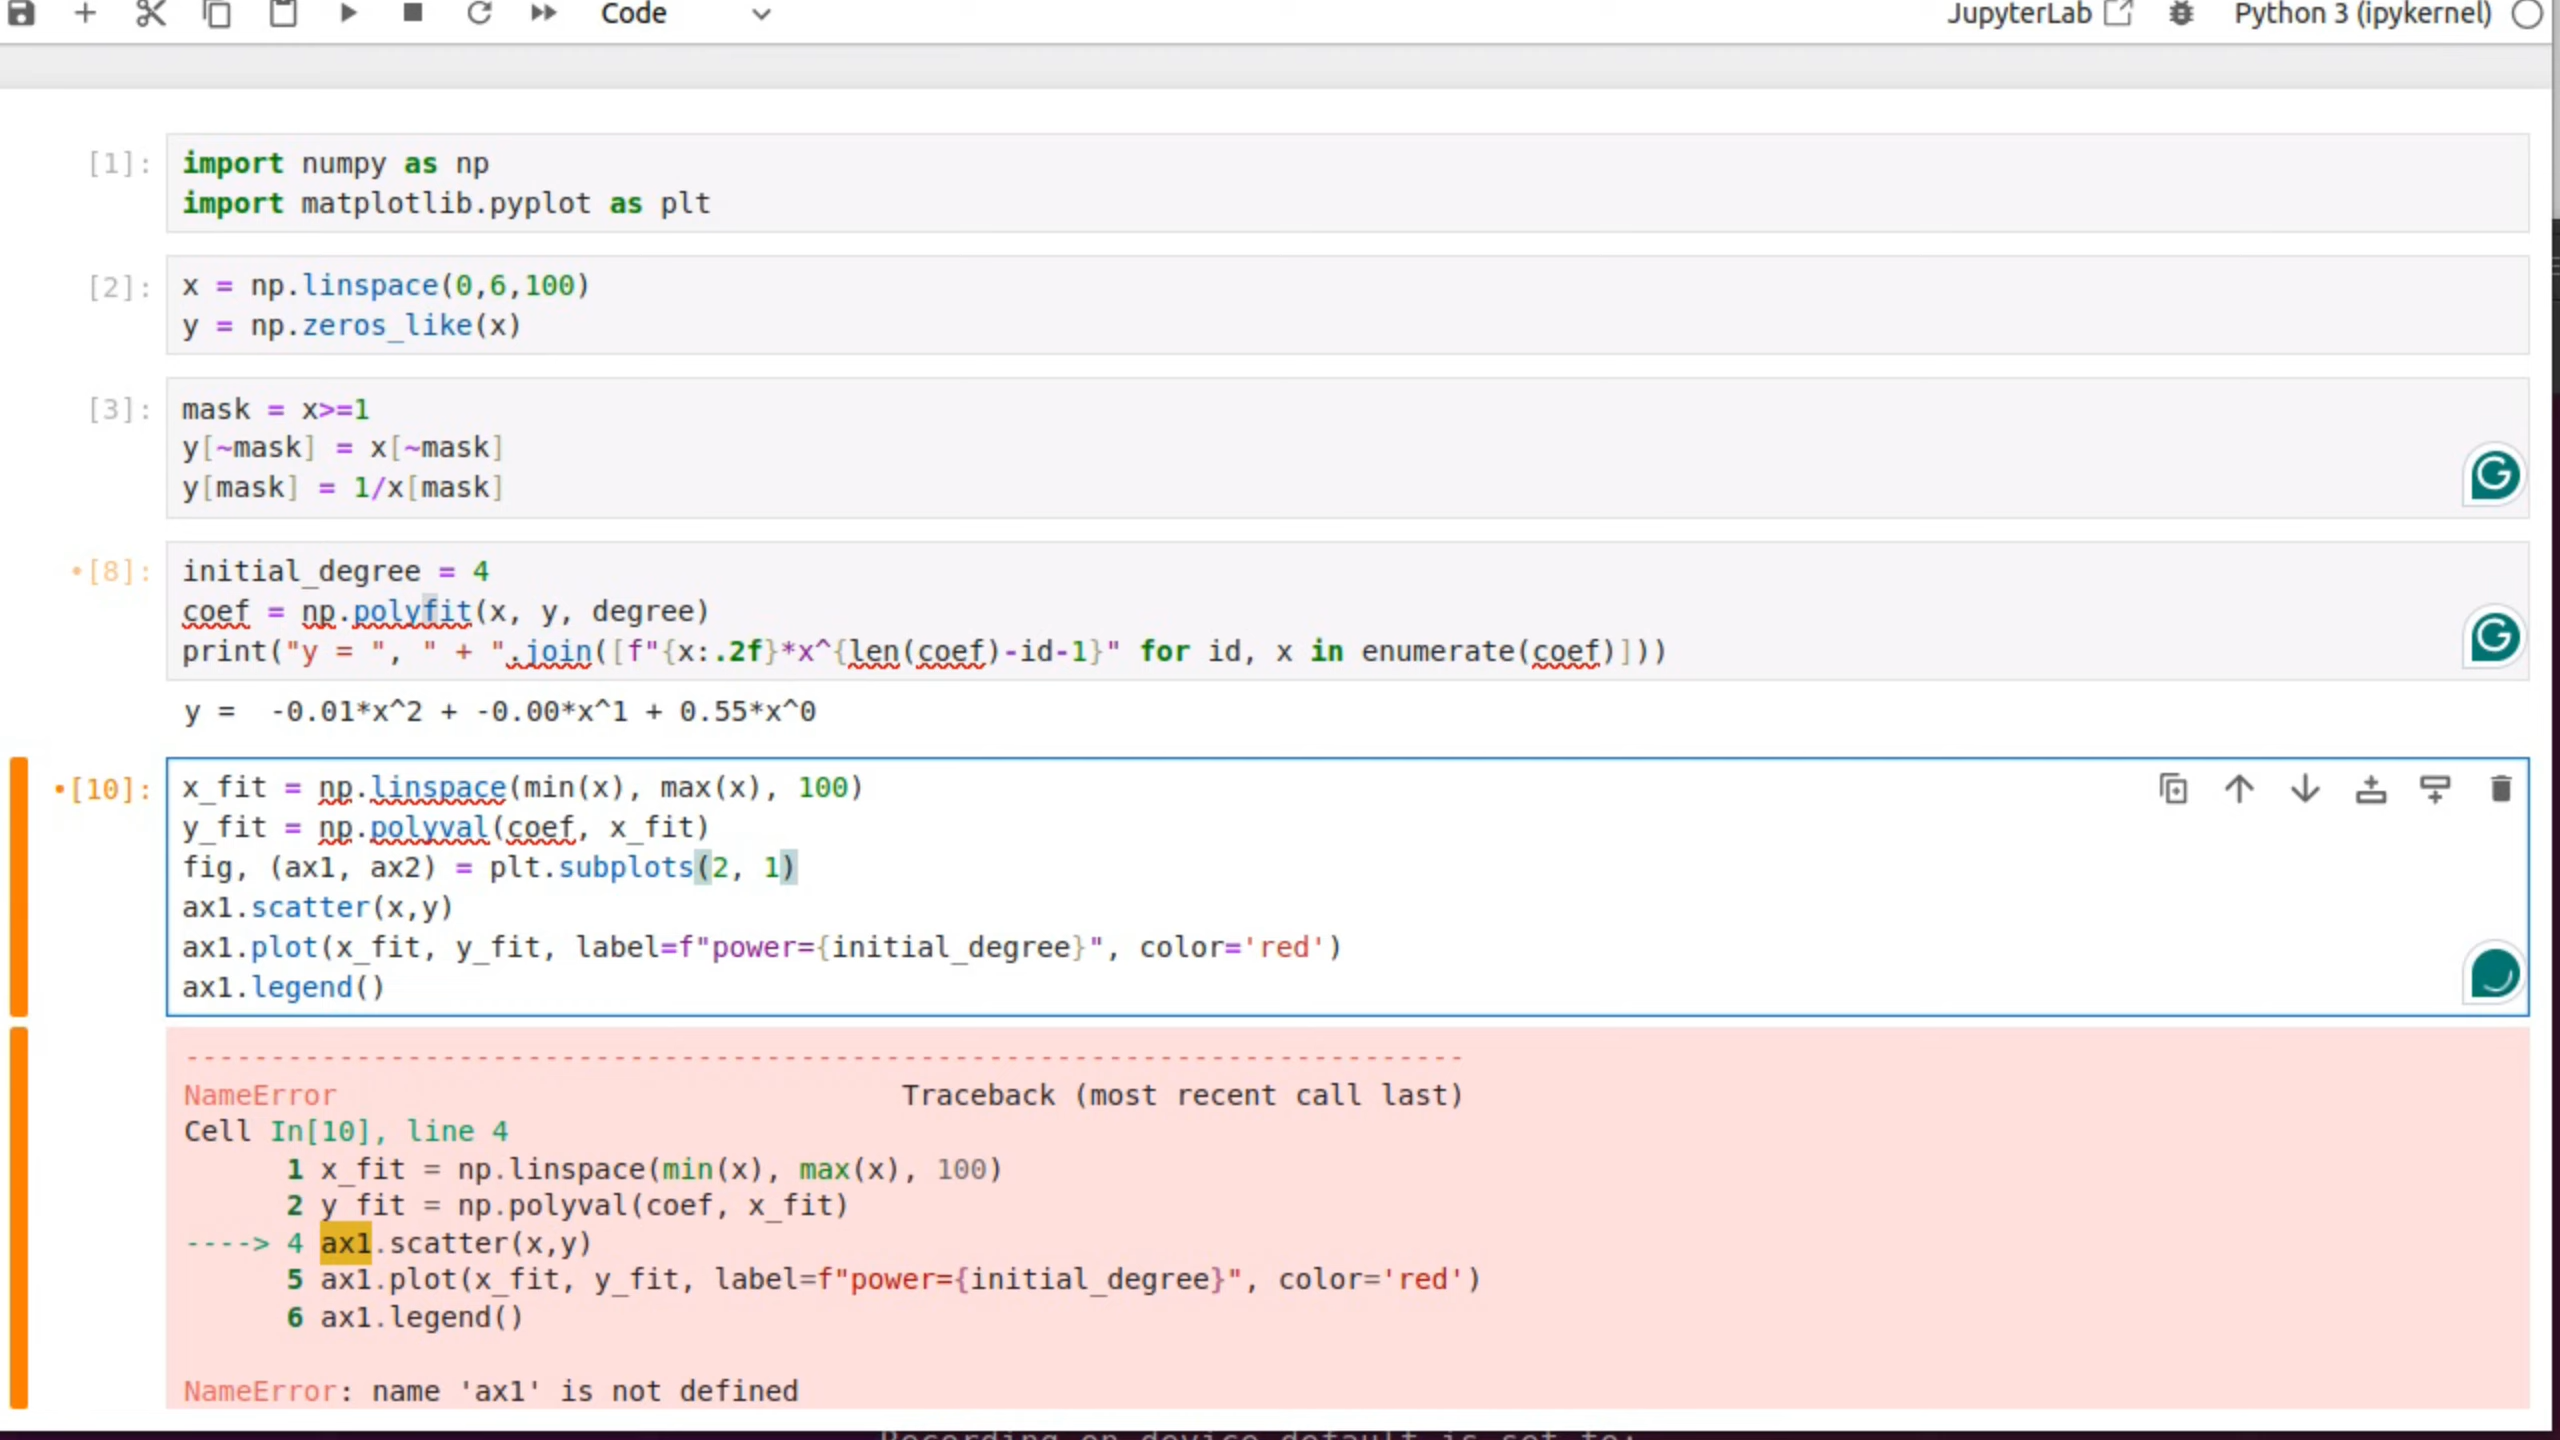 Code
JupyterLab
Python 3 (ipykernel)
[1]:
import numpy as np
import matplotlib.pyplot as plt
[2]:
x = np.linspace(0,6,100)
y = np.zeros_like(x)
[3]:
mask = x>=1
y[~mask] = x[~mask]
y[mask] = 1/x[mask]
•[8]:
initial_degree = 4
coef = np.polyfit(x, y, degree)
print("y = ", " + ".join([f"{x:.2f}*x^{len(coef)-id-1}" for id, x in enumerate(coef)]))
y =  -0.01*x^2 + -0.00*x^1 + 0.55*x^0
•[10]:
x_fit = np.linspace(min(x), max(x), 100)
y_fit = np.polyval(coef, x_fit)
fig, (ax1, ax2) = plt.subplots(2, 1)
ax1.scatter(x,y)
ax1.plot(x_fit, y_fit, label=f"power={initial_degree}", color='red')
ax1.legend()
---------------------------------------------------------------------------
NameError                                 Traceback (most recent call last)
Cell In[10], line 4
      1 x_fit = np.linspace(min(x), max(x), 100)
      2 y_fit = np.polyval(coef, x_fit)
----> 4 ax1.scatter(x,y)
      5 ax1.plot(x_fit, y_fit, label=f"power={initial_degree}", color='red')
      6 ax1.legend()
NameError: name 'ax1' is not defined
Recording on device default is set to: